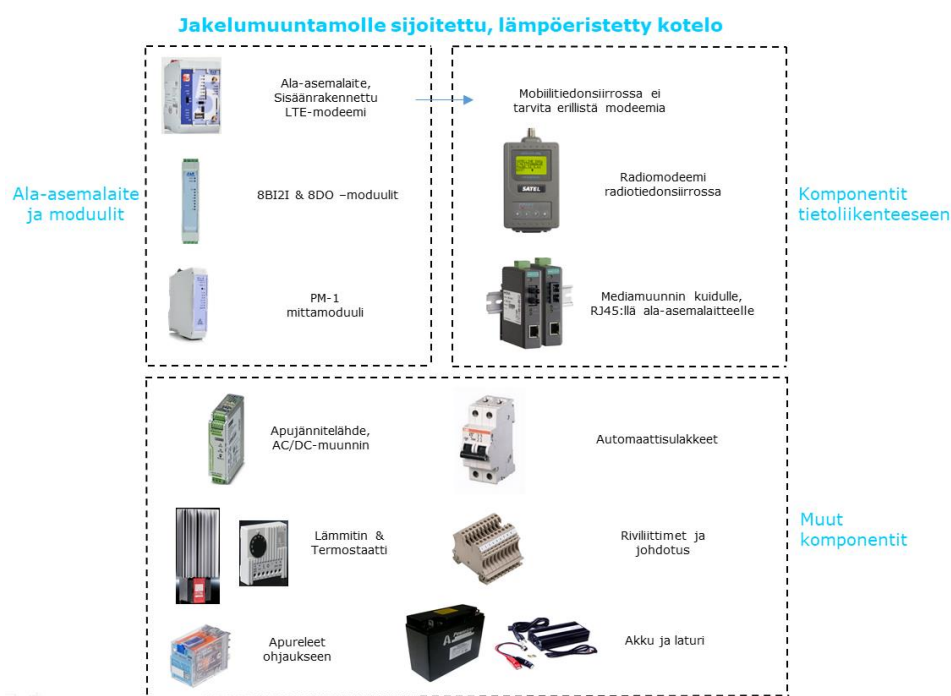 Jakelumuuntamolle sijoitettu, lämpöeristetty kotelo
Ala-asemalaite
ja moduulit
Ala-asemalaite,
Sisäänrakennettu
LTE-modeemi
8BI2I & 8DO –moduulit
PM-1
mittamoduuli
Mobiilitiedonsiirrossa ei
tarvita erillistä modeemia
SATEL
Radiomodeemi
radiotiedonsiirrossa
Mediamuunnin kuidulle,
RJ45:llä ala-asemalaitteelle
Komponentit
tietoliikenteeseen
Apujännitelähde,
AC/DC-muunnin
Automaattisulakkeet
Lämmitin &
Termostaatti
Riviliittimet ja
johdotus
Apureleet
ohjaukseen
Akku ja laturi
Muut
komponentit